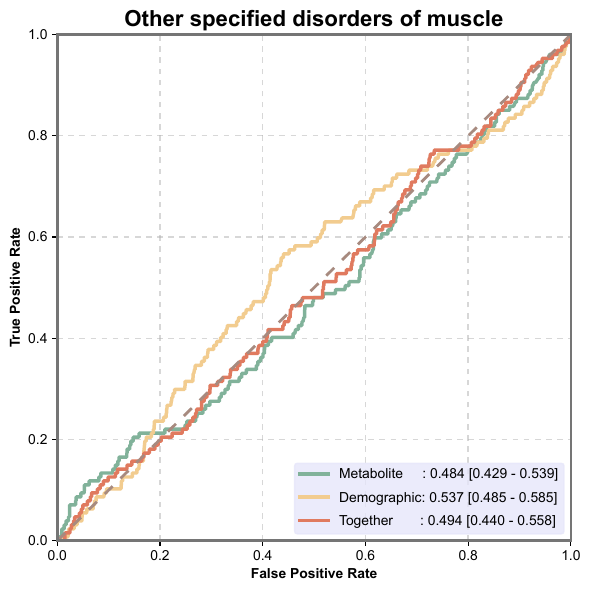 Other specified disorders of muscle
1.0
0.8
0.6
0.4
0.2
0.0
True Positive Rate
Metabolite : 0.484 [0.429 - 0.539]
Demographic: 0.537 [0.485 - 0.585]
Together : 0.494 [0.440 - 0.558]
0.0 0.2 0.4 0.6 0.8 1.0
False Positive Rate